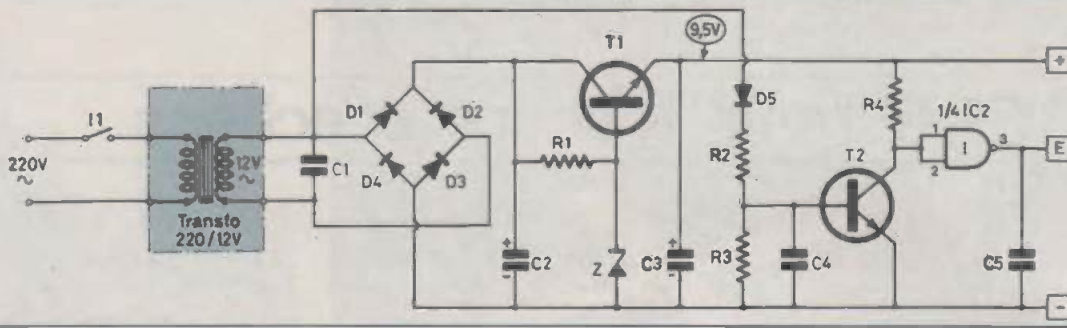 9,5V
T1
+
I1
D1
D2
D5
R4
1/4 IC2
R1
1
I
3
E
220V
~
12V
~
C1
R2
T2
2
D4
D3
Transfo
220/12V
+
C2
-
Z
+
C3
-
R3
C4
C5
-